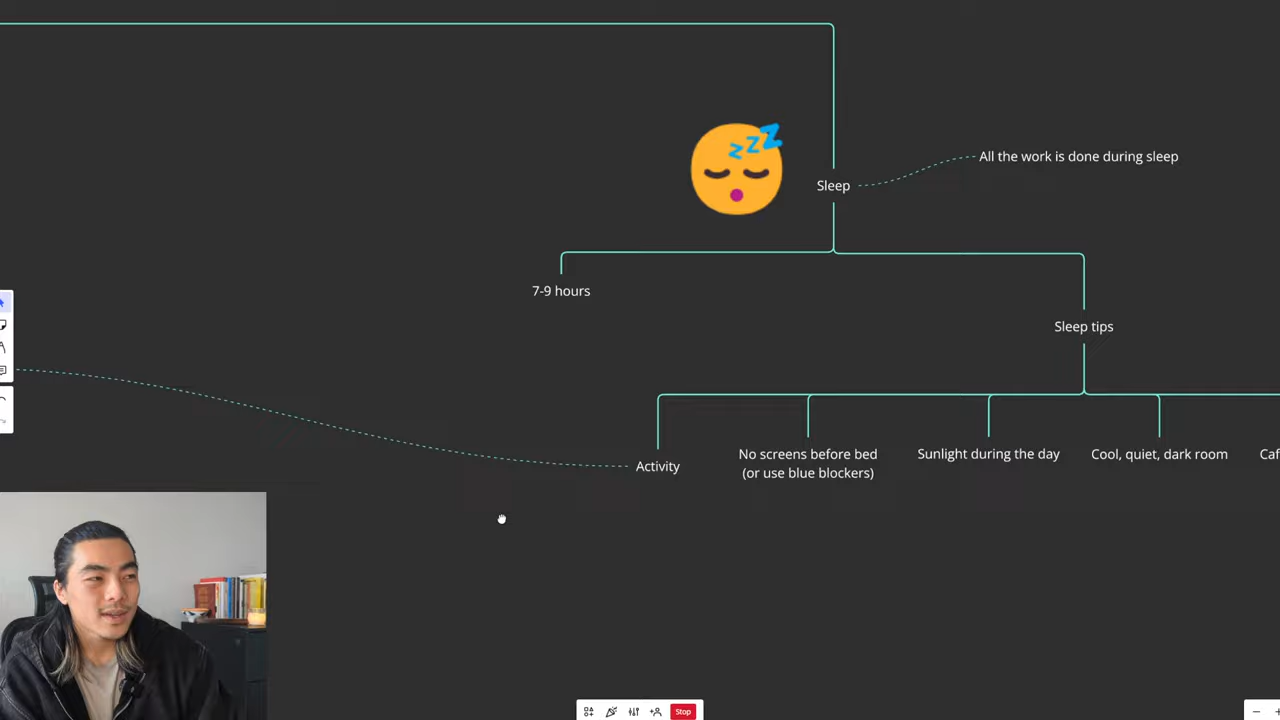 All the work is done during sleep
Sleep
7-9 hours
Sleep tips
Activity
No screens before bed
(or use blue blockers)
Sunlight during the day
Cool, quiet, dark room
Caf
Stop